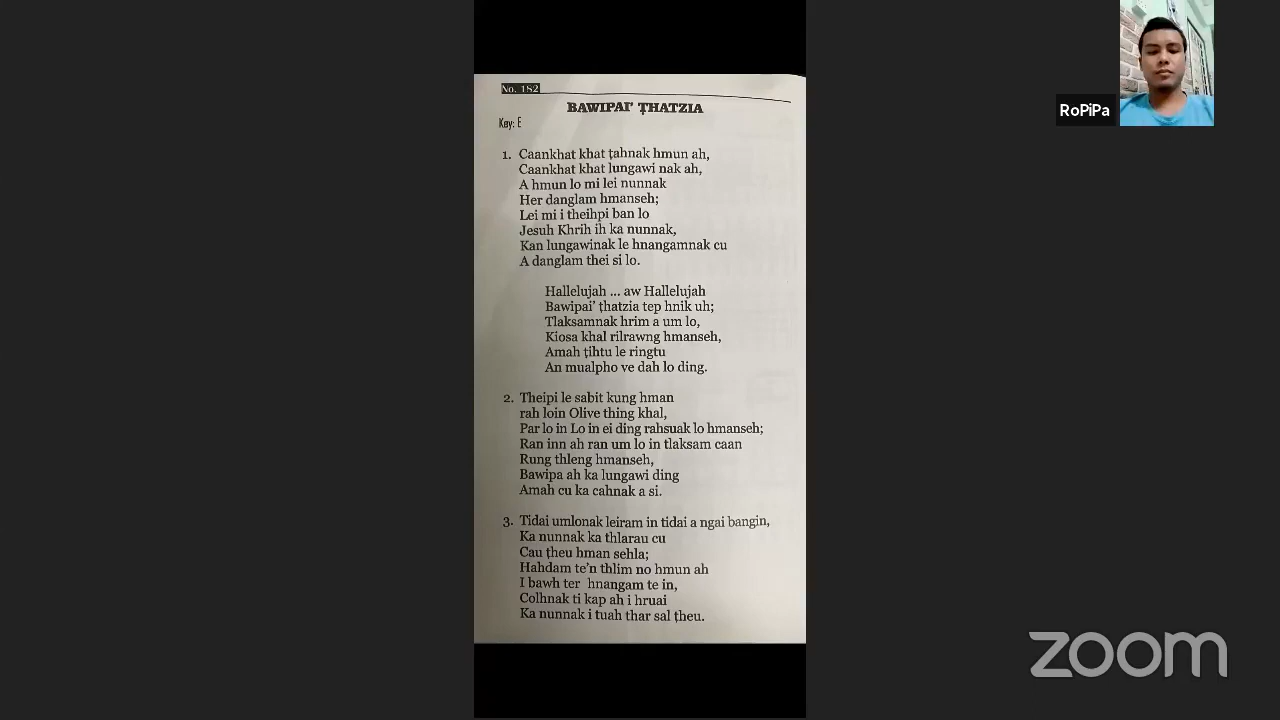 No. 182
BAWIPAI' ṬHATZIA
Key: E
1. Caankhat khat ṭahnak hmun ah,
Caankhat khat lungawi nak ah,
A hmun lo mi lei nunnak
Her danglam hmanseh;
Lei mi i theihpi ban lo
Jesuh Khrih ih ka nunnak,
Kan lungawinak le hnangamnak cu
A danglam thei si lo.
Hallelujah ... aw Hallelujah
Bawipai' ṭhatzia tep hnik uh;
Tlaksamnak hrim a um lo,
Kiosa khal rilrawng hmanseh,
Amah ṭihtu le ringtu
An mualpho ve dah lo ding.
2. Theipi le sabit kung hman
rah loin Olive thing khal,
Par lo in Lo in ei ding rahsuak lo hmanseh;
Ran inn ah ran um lo in tlaksam caan
Rung thleng hmanseh,
Bawipa ah ka lungawi ding
Amah cu ka cahnak a si.
3. Tidai umlonak leiram in tidai a ngai bangin,
Ka nunnak ka thlarau cu
Cau ṭheu hman sehla;
Hahdam te'n thlim no hmun ah
I bawh ter hnangam te in,
Colhnak ti kap ah i hruai
Ka nunnak i tuah thar sal ṭheu.
RoPiPa
zoom